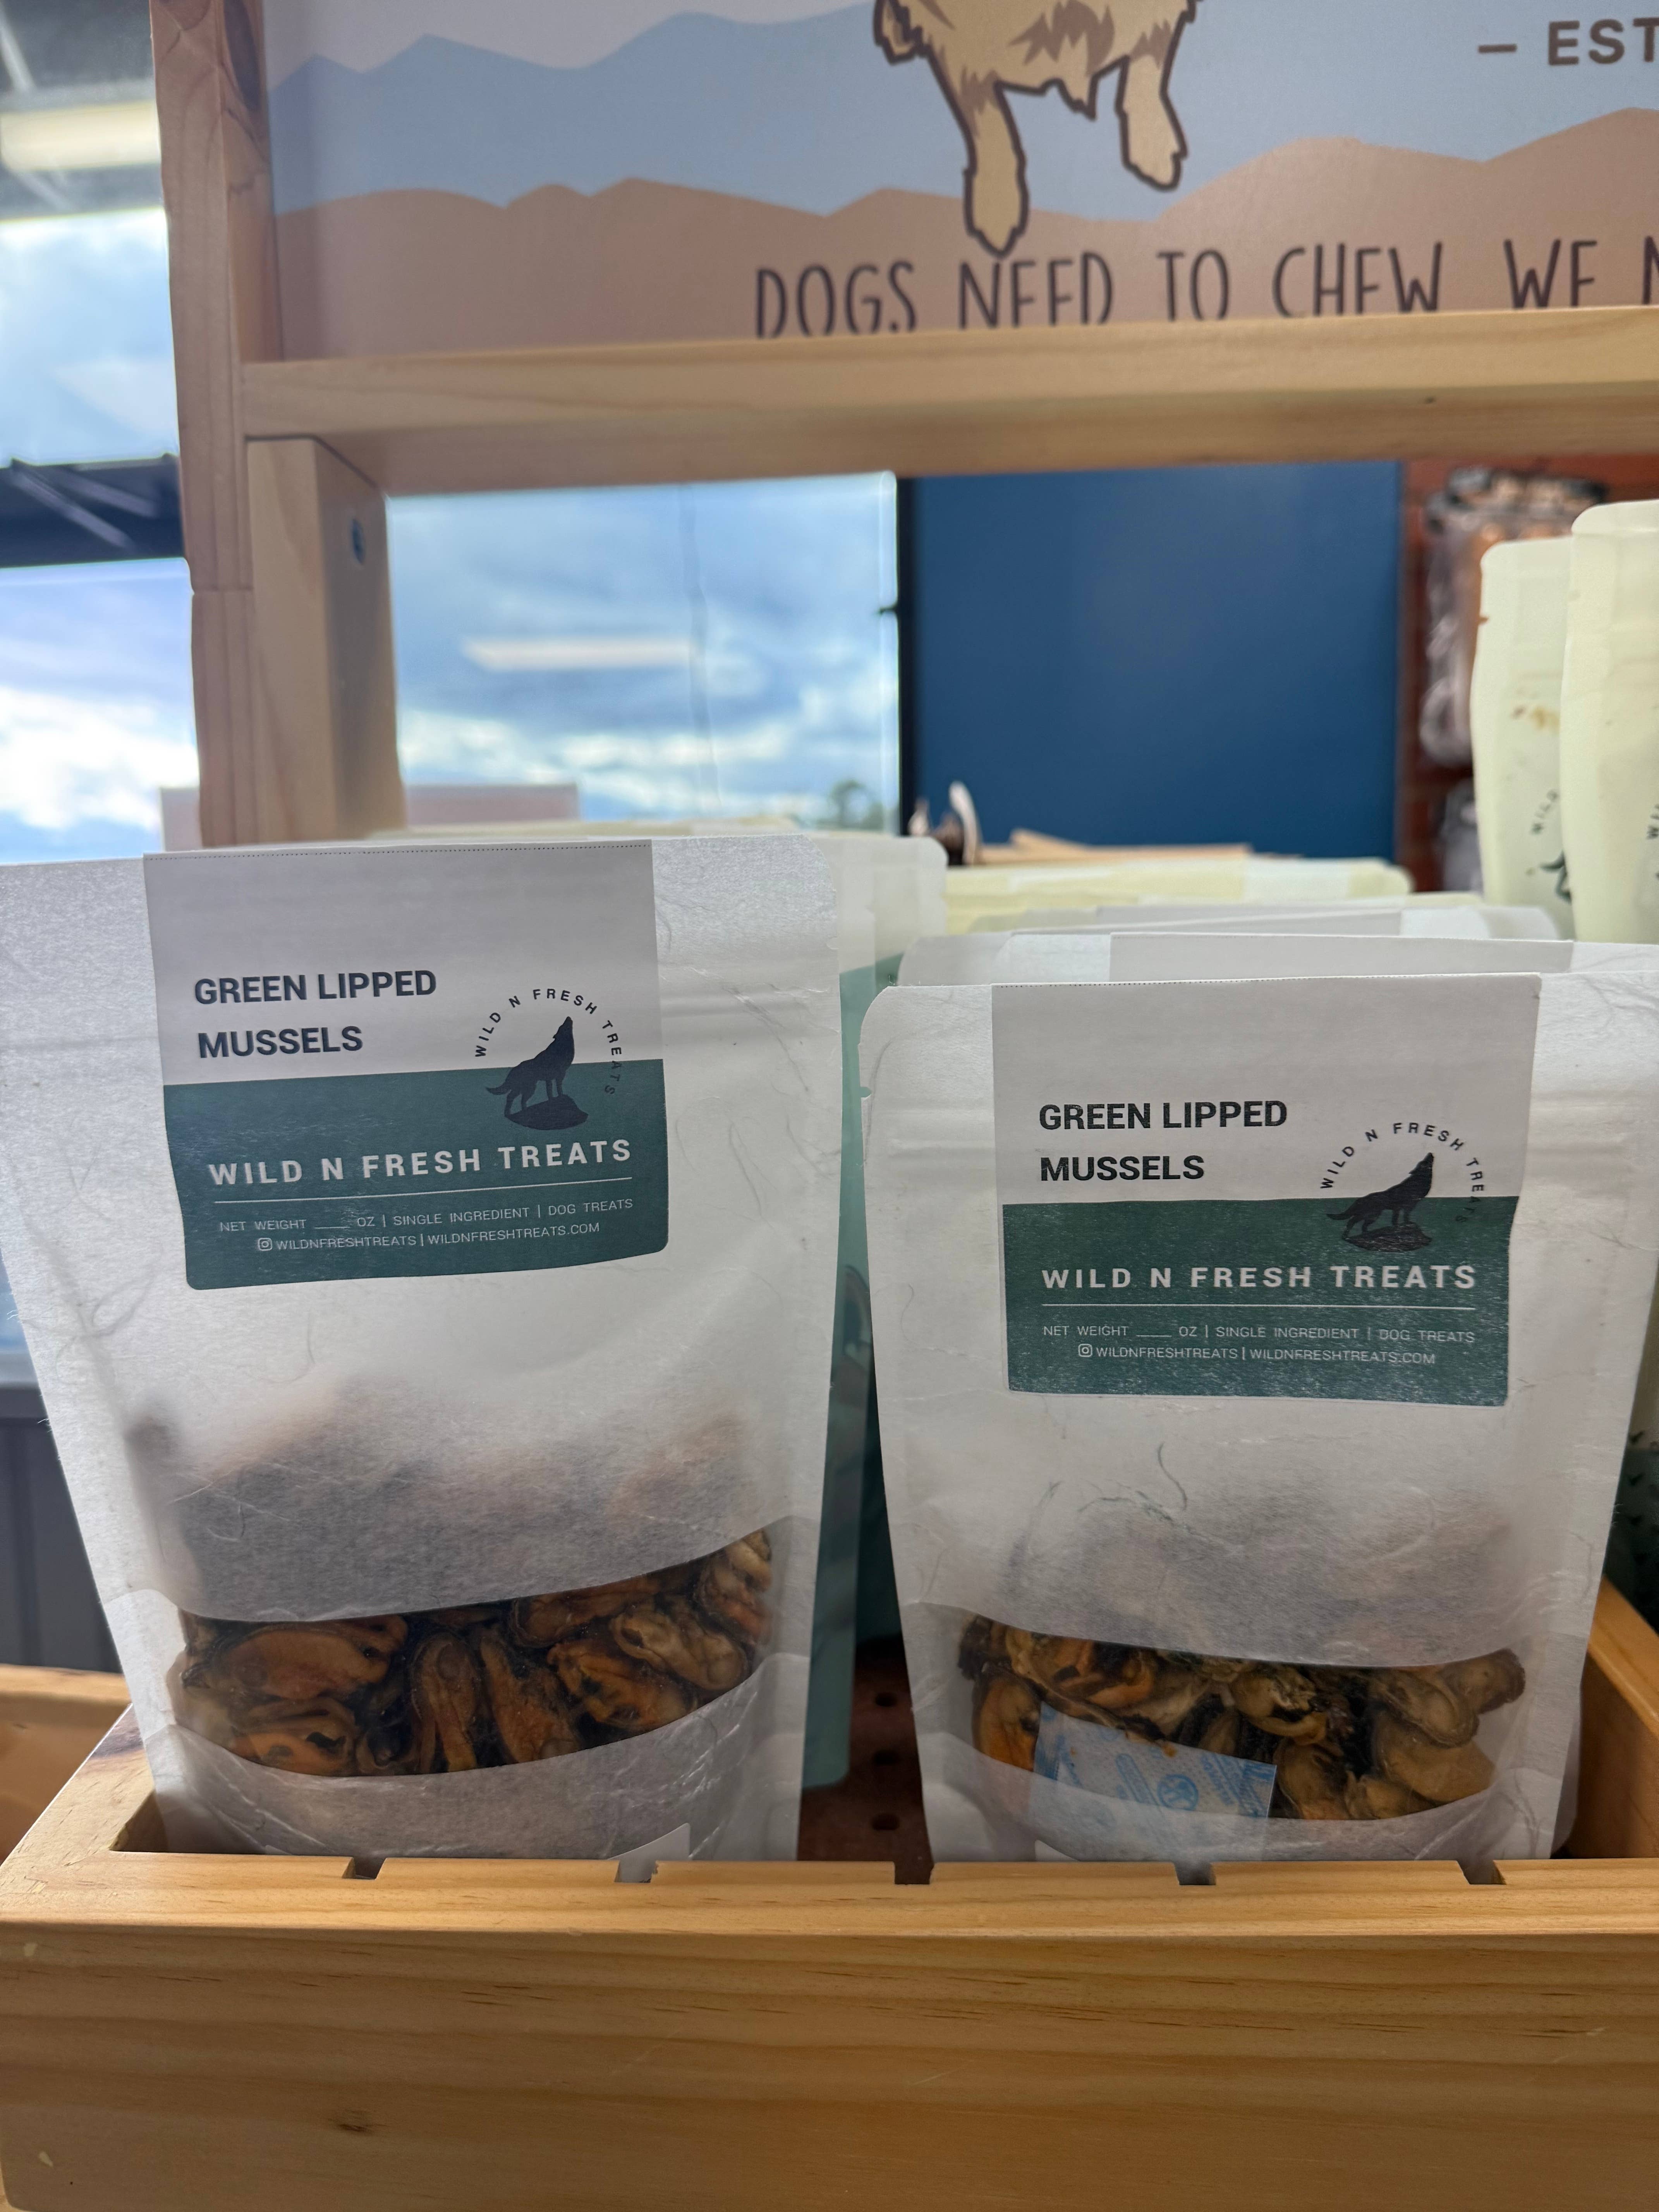 — EST
DOGS NEED TO CHEW WE
GREEN LIPPED
MUSSELS
WILD N FRESH TREATS
WILD N FRESH TREATS
NET WEIGHT ____ OZ | SINGLE INGREDIENT | DOG TREATS
WILDNFRESHTREATS | WILDNFRESHTREATS.COM
GREEN LIPPED
MUSSELS
WILD N FRESH TREATS
WILD N FRESH TREATS
NET WEIGHT ____ OZ | SINGLE INGREDIENT | DOG TREATS
WILDNFRESHTREATS | WILDNFRESHTREATS.COM